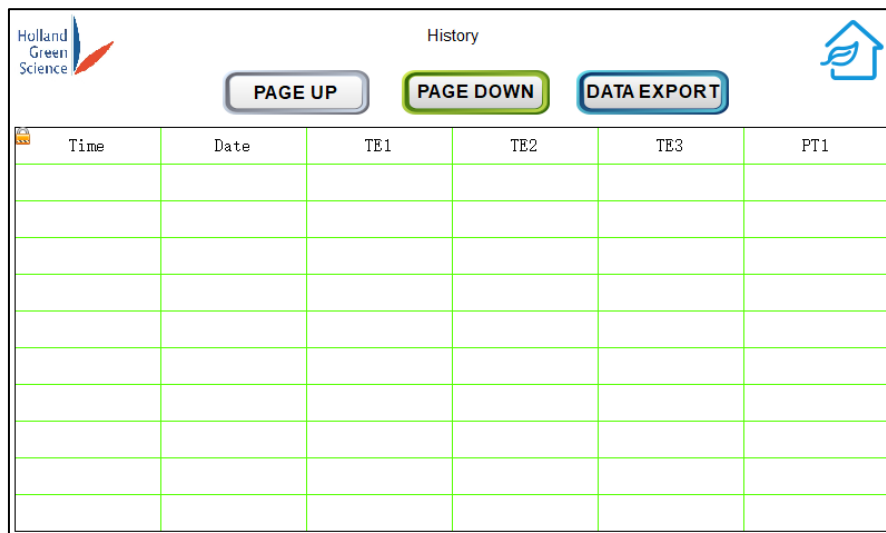 Holland
Green
Science
History
PAGE UP PAGE DOWN DATA EXPORT
Time Date TE1 TE2 TE3 PT1